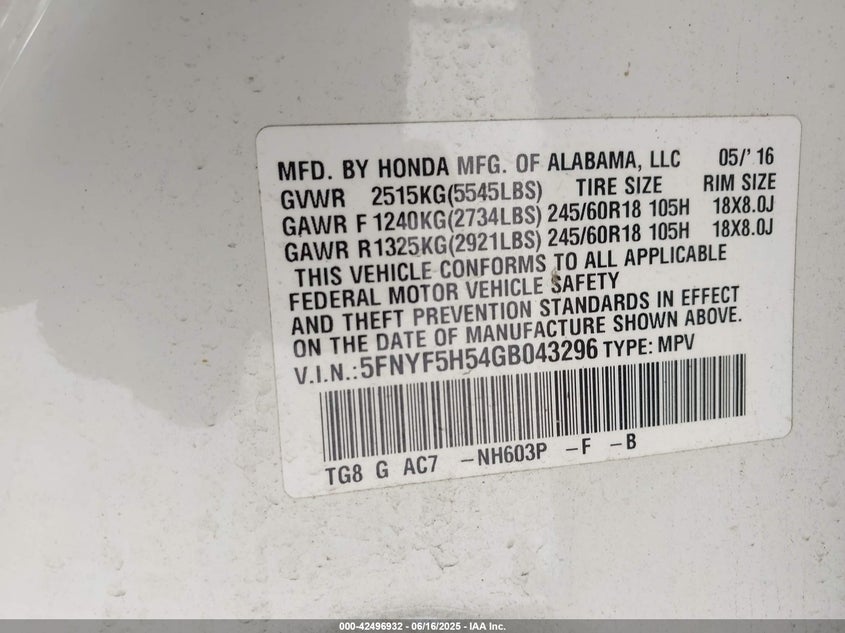 MFD. BY HONDA MFG. OF ALABAMA, LLC 05/'16
GVWR 2515KG(5545LBS) TIRE SIZE RIM SIZE
GAWR F 1240KG(2734LBS) 245/60R18 105H 18X8.0J
GAWR R1325KG(2921LBS) 245/60R18 105H 18X8.0J
THIS VEHICLE CONFORMS TO ALL APPLICABLE
FEDERAL MOTOR VEHICLE SAFETY
AND THEFT PREVENTION STANDARDS IN EFFECT
ON THE DATE OF MANUFACTURE SHOWN ABOVE.
V.I.N.:5FNYF5H54GB043296 TYPE: MPV
TG8 G AC7 -NH603P -F -B
000-42496932 - 06/16/2025 - IAA Inc.